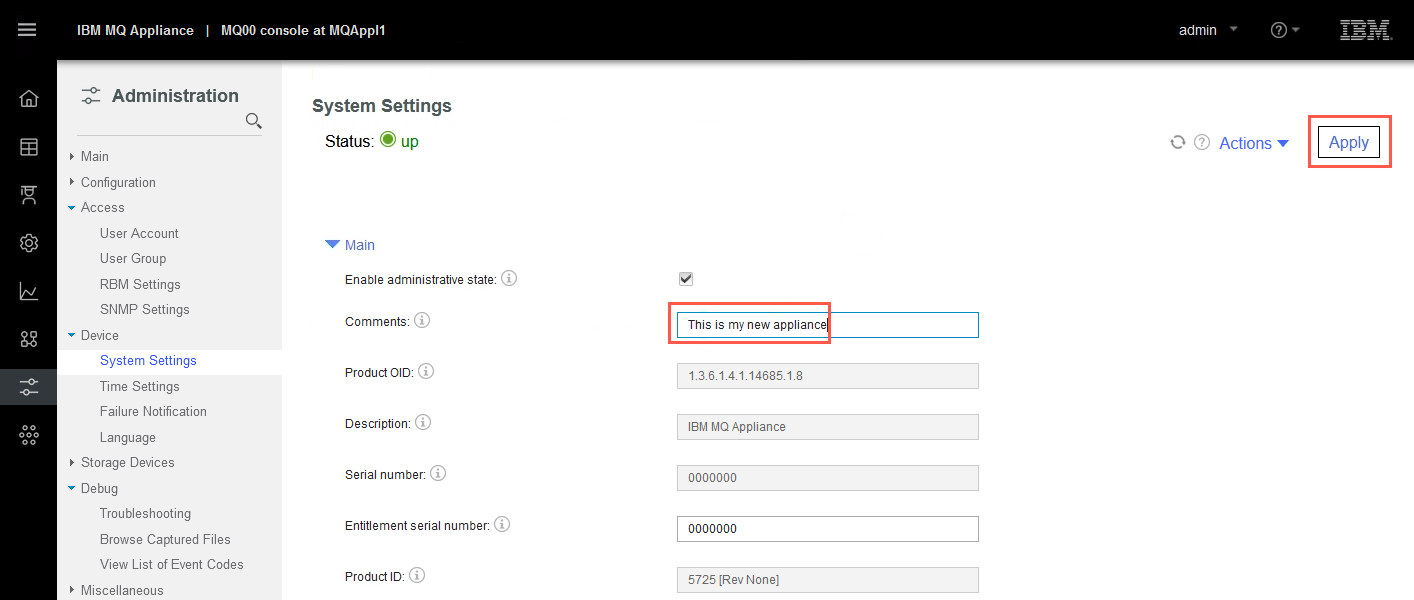 IBM MQ Appliance | MQ00 console at MQAppl1
admin
IBM
Administration
Main
Configuration
Access
User Account
User Group
RBM Settings
SNMP Settings
Device
System Settings
Time Settings
Failure Notification
Language
Storage Devices
Debug
Troubleshooting
Browse Captured Files
View List of Event Codes
Miscellaneous
System Settings
Status: up
Actions
Apply
Main
Enable administrative state:
Comments:
This is my new appliance
Product OID:
1.3.6.1.4.1.14685.1.8
Description:
IBM MQ Appliance
Serial number:
0000000
Entitlement serial number:
0000000
Product ID:
5725 [Rev None]